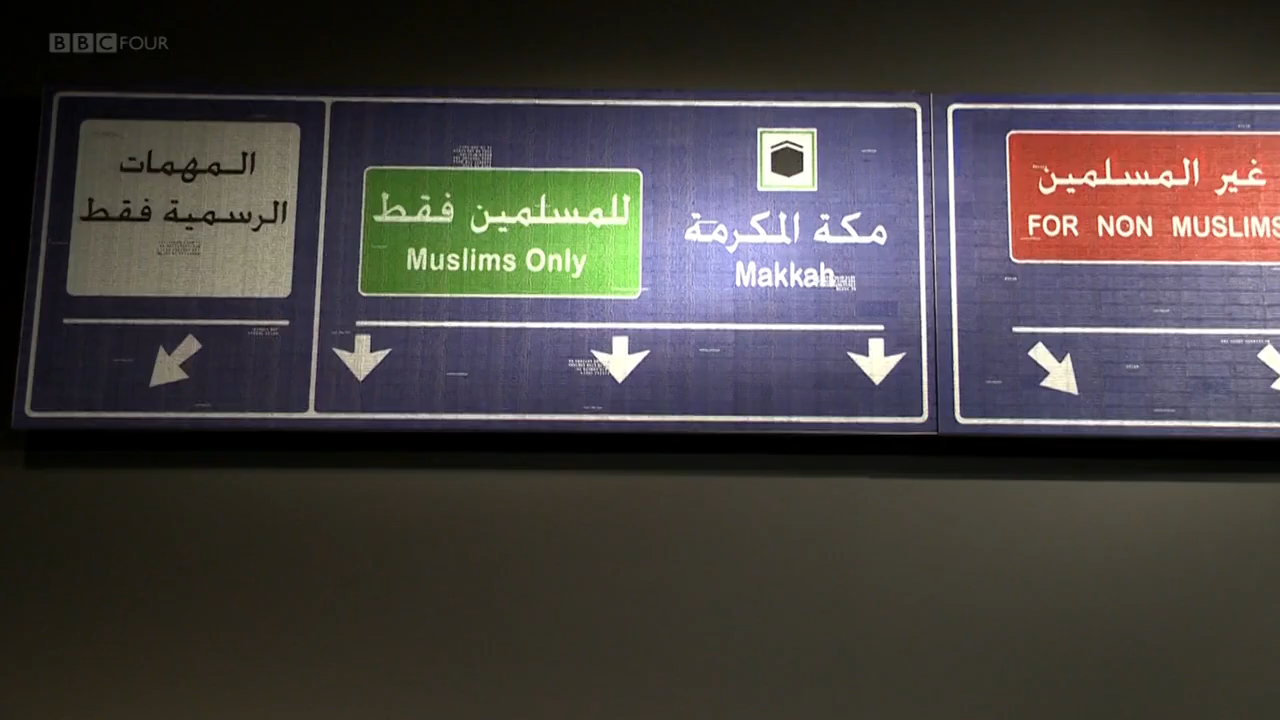 BBC FOUR
المهمات
الرسمية فقط
للمسلمين فقط
Muslims Only
مكة المكرمة
Makkah
غير المسلمين
FOR NON MUSLIMS